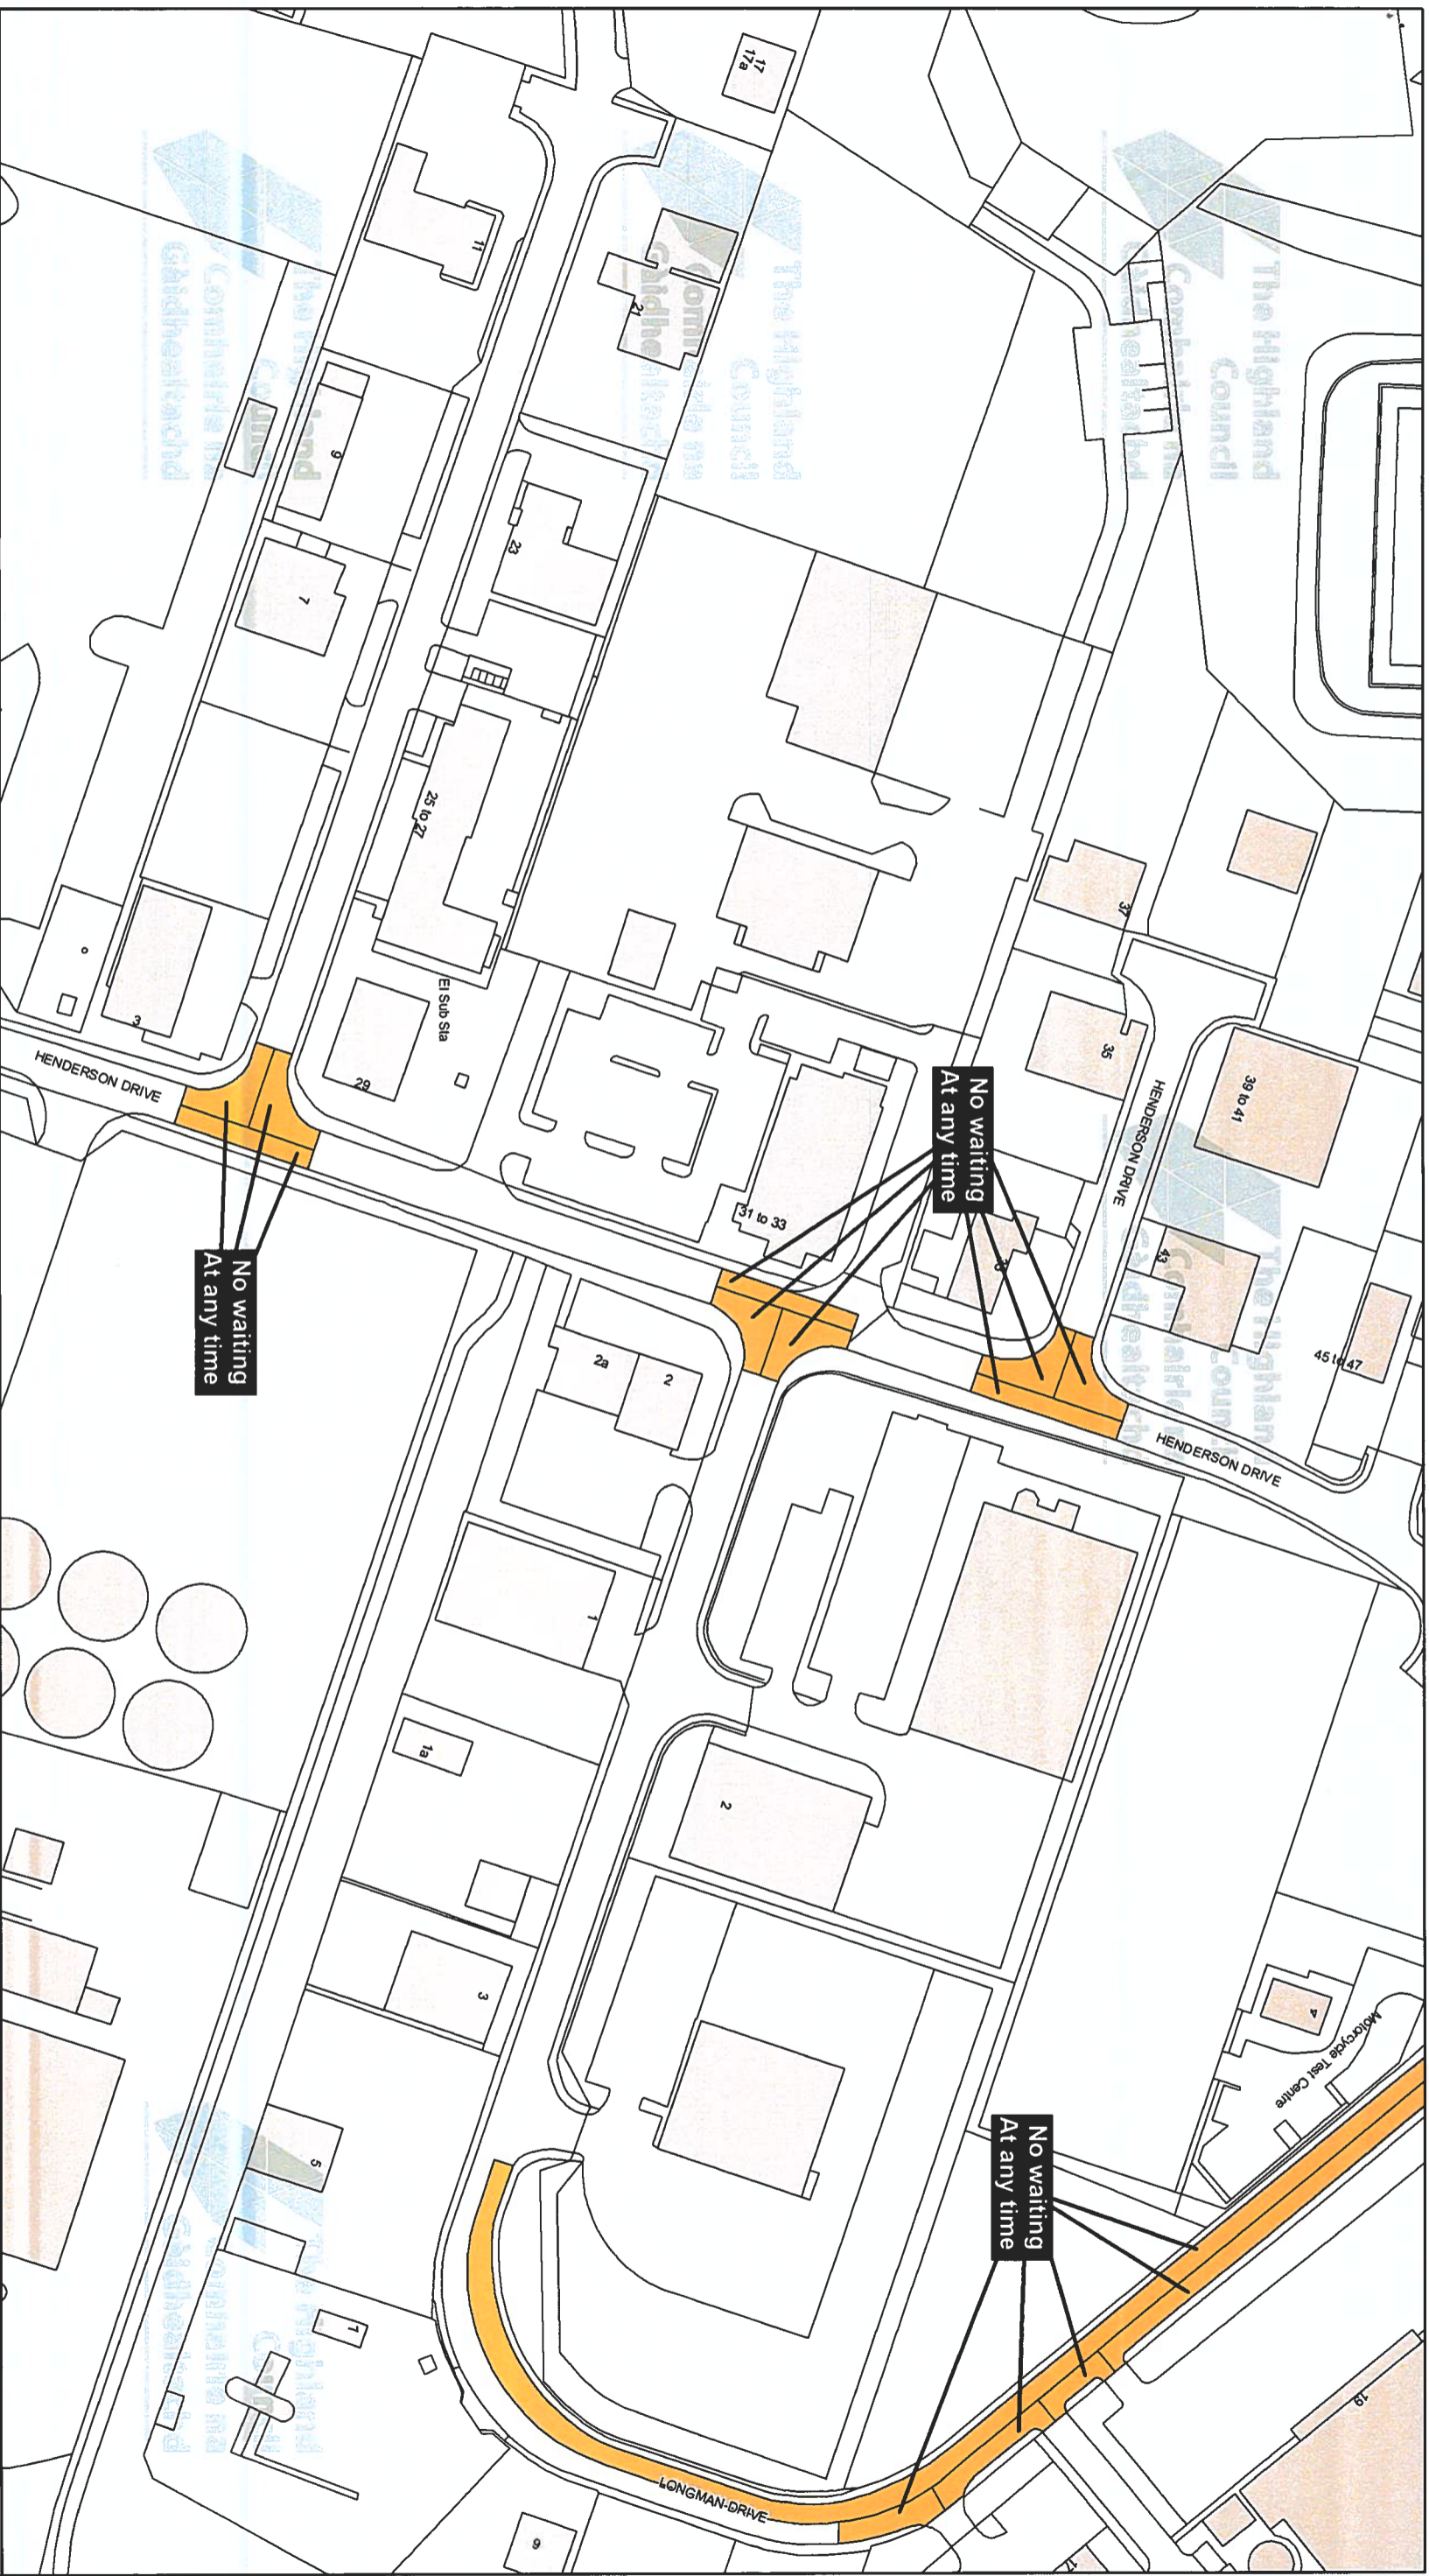 17
17a
The Highland
Council
Comhairle na
Gàidhealtachd
11
21
9
23
7
25 to 27
El Sub Sta
29
3
HENDERSON DRIVE
No waiting
At any time
37
35
39 to 41
HENDERSON DRIVE
43
45 to 47
HENDERSON DRIVE
31 to 33
No waiting
At any time
2a
2
1
1a
2
3
5
1
9
Motorcycle Test Centre
No waiting
At any time
19
LONGMAN DRIVE
17